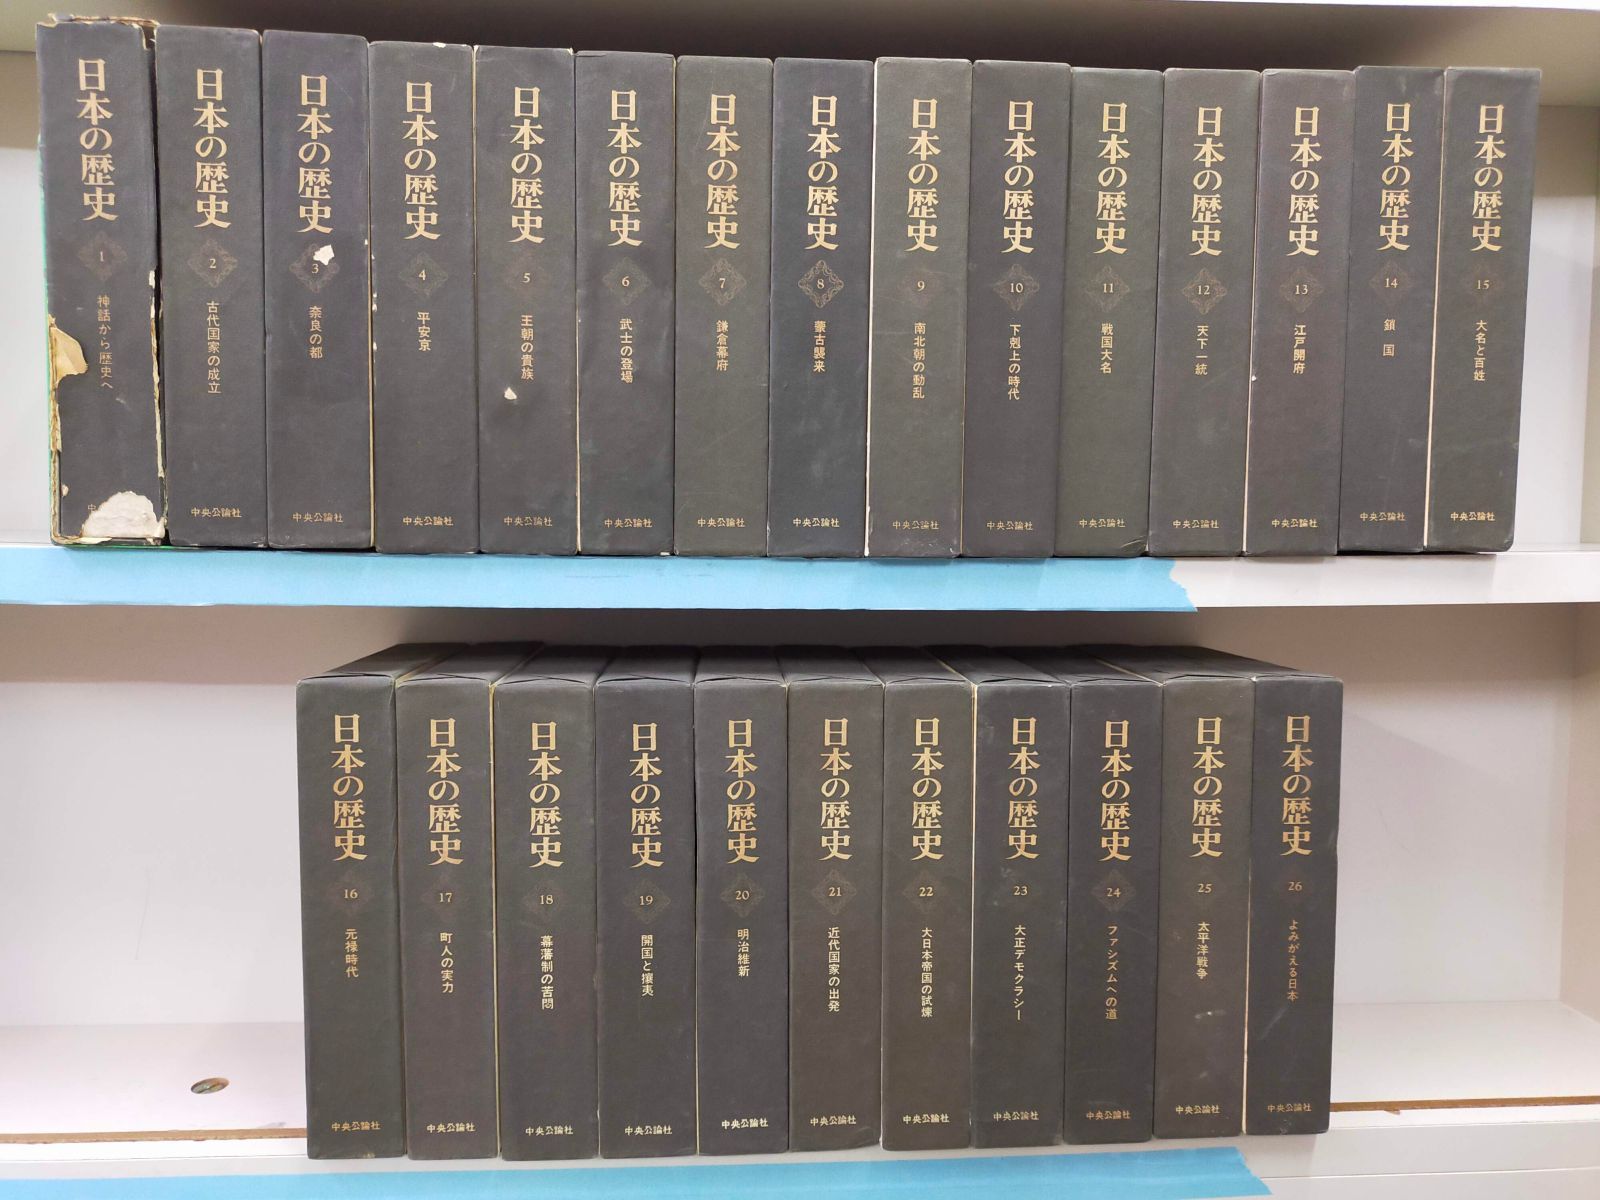 日本の歴史
1
神話から歴史へ
中央
日本の歴史
2
古代国家の成立
中央公論社
日本の歴史
3
奈良の都
中央公論社
日本の歴史
4
平安京
中央公論社
日本の歴史
5
王朝の貴族
中央公論社
日本の歴史
6
武士の登場
中央公論社
日本の歴史
7
鎌倉幕府
中央公論社
日本の歴史
8
蒙古襲来
中央公論社
日本の歴史
9
南北朝の動乱
中央公論社
日本の歴史
10
下剋上の時代
中央公論社
日本の歴史
11
戦国大名
中央公論社
日本の歴史
12
天下一統
中央公論社
日本の歴史
13
江戸開府
中央公論社
日本の歴史
14
鎖国
中央公論社
日本の歴史
15
大名と百姓
中央公論社
日本の歴史
16
元禄時代
中央公論社
日本の歴史
17
町人の実力
中央公論社
日本の歴史
18
幕藩制の苦悶
中央公論社
日本の歴史
19
開国と攘夷
中央公論社
日本の歴史
20
明治維新
中央公論社
日本の歴史
21
近代国家の出発
中央公論社
日本の歴史
22
大日本帝国の試煉
中央公論社
日本の歴史
23
大正デモクラシー
中央公論社
日本の歴史
24
ファシズムへの道
中央公論社
日本の歴史
25
太平洋戦争
中央公論社
日本の歴史
26
よみがえる日本
中央公論社